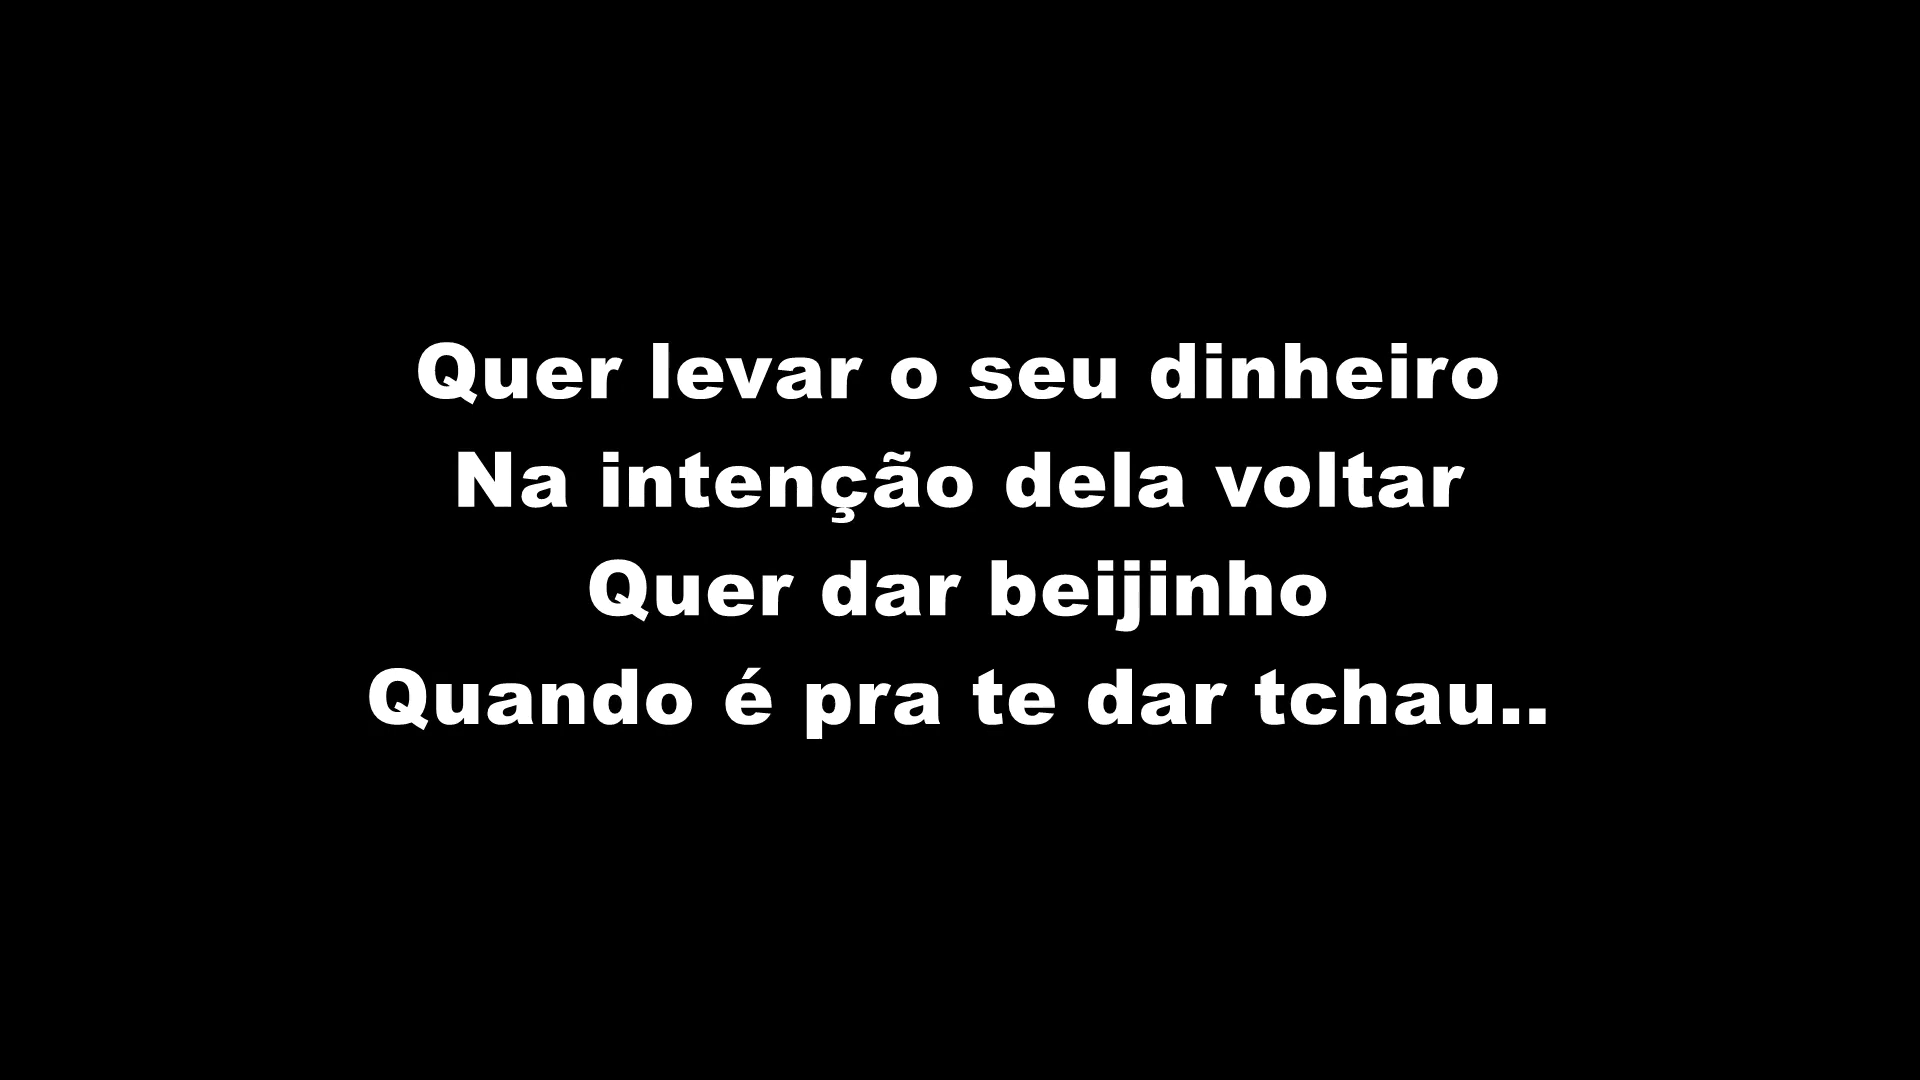 Quer levar o seu dinheiro
Na intenção dela voltar
Quer dar beijinho
Quando é pra te dar tchau..